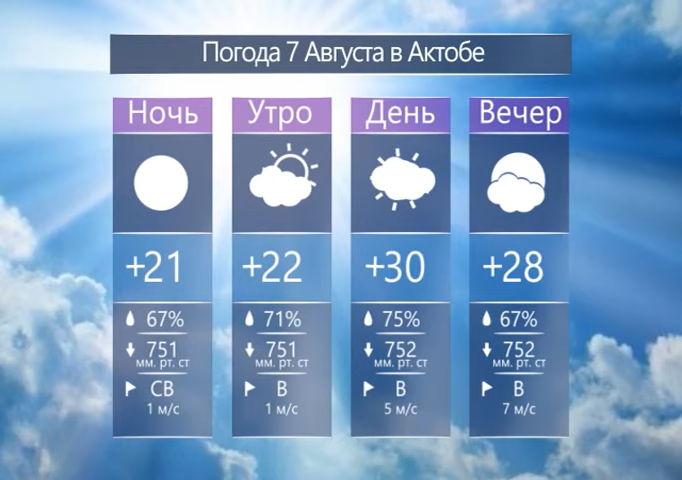 Погода 7 Августа в Актобе
Ночь Утро День Вечер
+21 +22 +30 +28
67% 71% 75% 67%
751 751 752 752
мм. рт. ст мм. рт. ст мм. рт. ст мм. рт. ст
СВ В В В
1 м/с 1 м/с 5 м/с 7 м/с